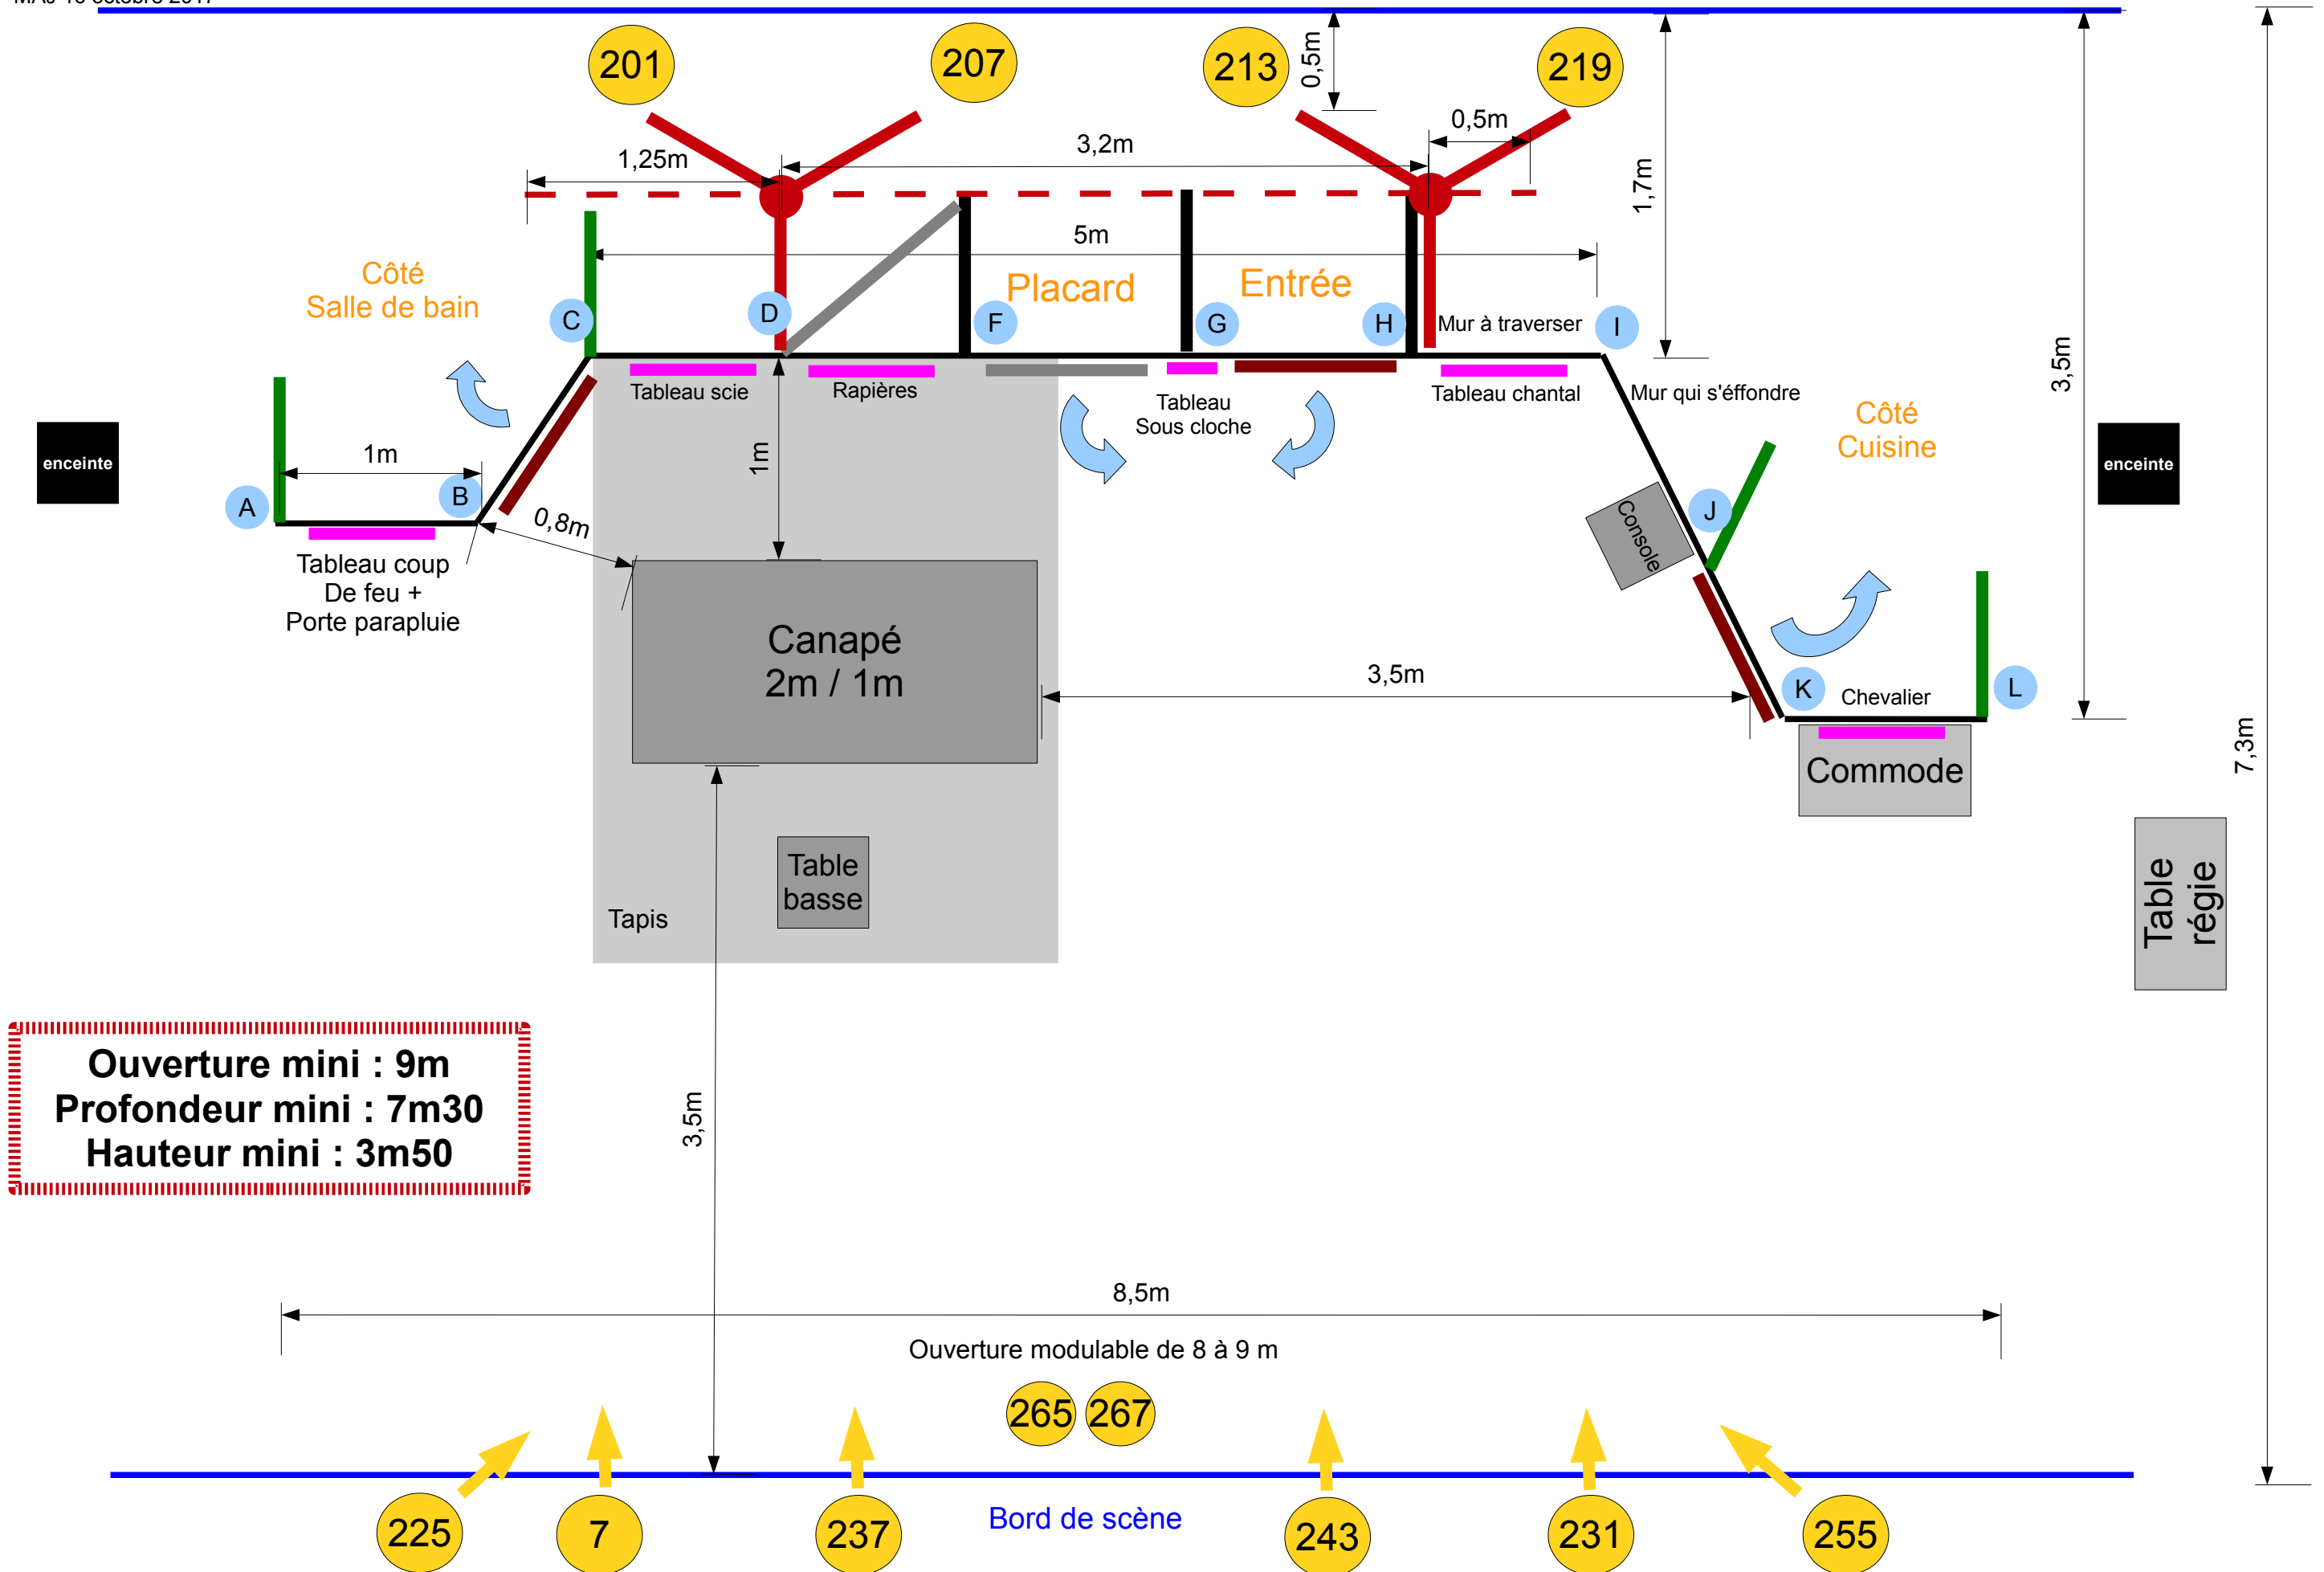 201
207
213
219
0,5m
0,5m
1,25m
3,2m
1,7m
5m
3,5m
7,3m
Côté
Salle de bain
Placard
Entrée
C
D
F
G
H
I
Mur à traverser
Tableau scie
Rapières
Tableau
Sous cloche
Tableau chantal
Mur qui s'éffondre
Côté
Cuisine
enceinte
enceinte
1m
1m
A
B
0,8m
Console
J
Tableau coup
De feu +
Porte parapluie
Canapé
2m / 1m
3,5m
K
Chevalier
L
Commode
Table
basse
Tapis
Table
régie
Ouverture mini : 9m
Profondeur mini : 7m30
Hauteur mini : 3m50
3,5m
8,5m
Ouverture modulable de 8 à 9 m
265
267
Bord de scène
225
7
237
243
231
255